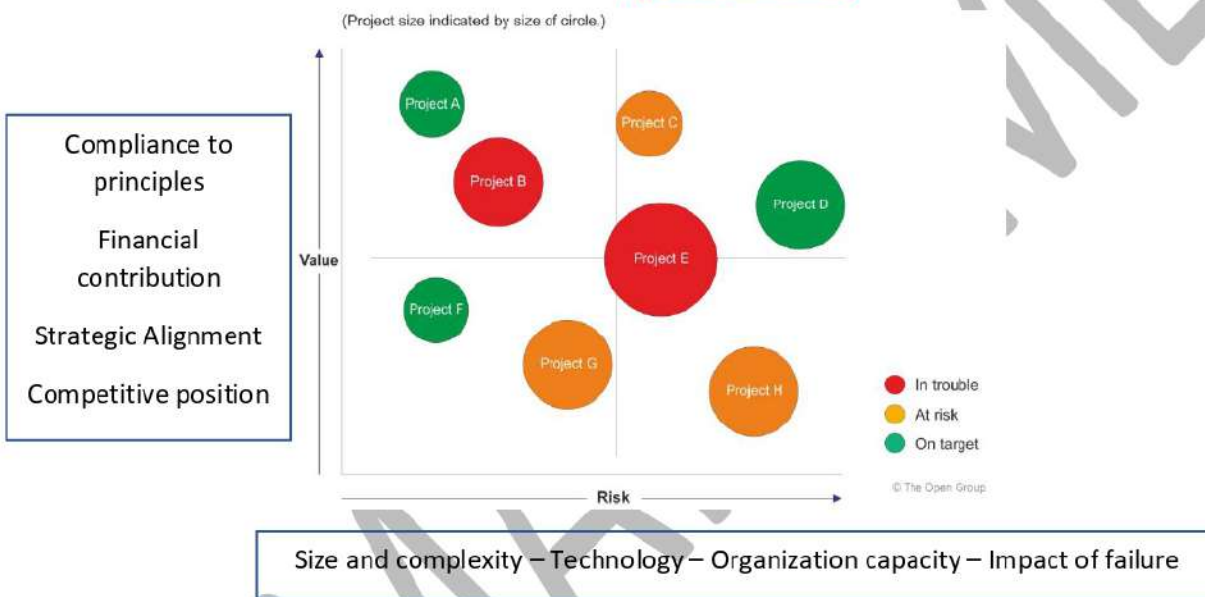 (Project size indicated by size of circle.)
Compliance to
principles
Financial
contribution
Strategic Alignment
Competitive position
Value
Project A
Project B
Project C
Project D
Project E
Project F
Project G
Project H
In trouble
At risk
On target
© The Open Group
Risk
Size and complexity – Technology – Organization capacity – Impact of failure